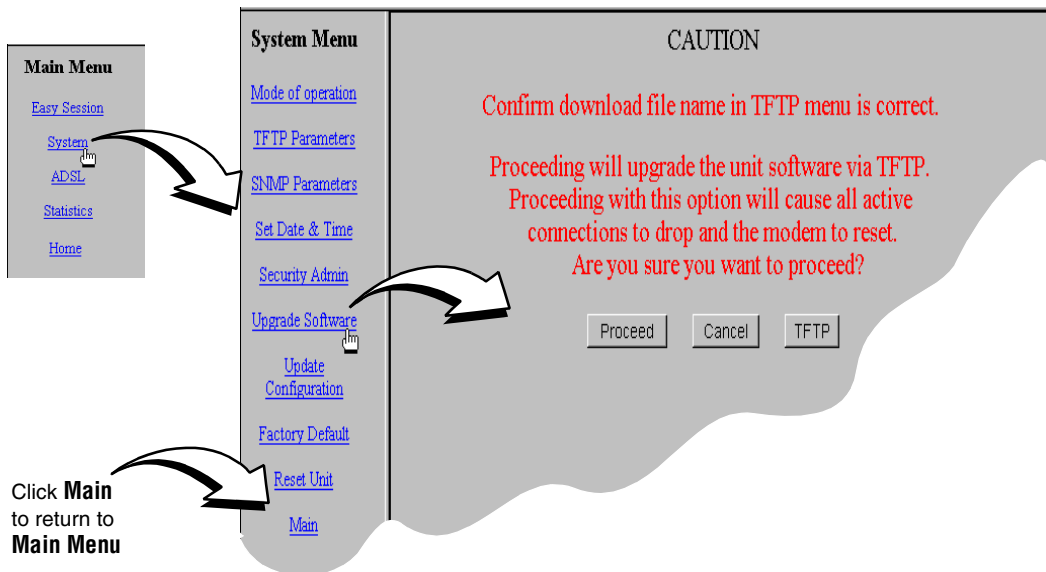 Main Menu
Easy Session
System
ADSL
Statistics
Home
System Menu
Mode of operation
TFTP Parameters
SNMP Parameters
Set Date & Time
Security Admin
Upgrade Software
Update
Configuration
Factory Default
Reset Unit
Main
CAUTION
Confirm download file name in TFTP menu is correct.
Proceeding will upgrade the unit software via TFTP.
Proceeding with this option will cause all active
connections to drop and the modem to reset.
Are you sure you want to proceed?
Proceed Cancel TFTP
Click Main
to return to
Main Menu